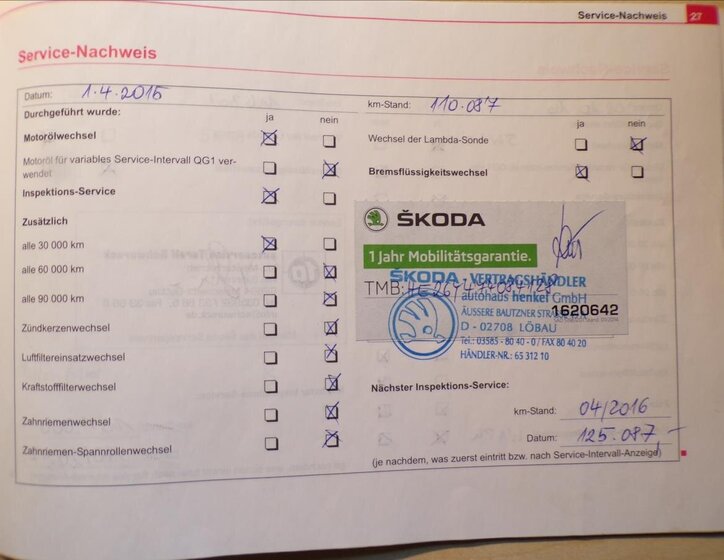 Service-Nachweis 27
Service-Nachweis
Datum: 1.4.2015
km-Stand: 110.087
Durchgeführt wurde:
ja nein
ja nein
Motorölwechsel
Motoröl für variables Service-Intervall QG1 ver-
wendet
Inspektions-Service
Wechsel der Lambda-Sonde
Bremsflüssigkeitswechsel
Zusätzlich
alle 30 000 km
alle 60 000 km
alle 90 000 km
Zündkerzenwechsel
Luftfiltereinsatzwechsel
Kraftstofffilterwechsel
Zahnriemenwechsel
Zahnriemen-Spannrollenwechsel
ŠKODA
1 Jahr Mobilitätsgarantie.
ŠKODA - VERTRAGSHÄNDLER
TMB:
autohaus henkel GmbH
ÄUSSERE BAUTZNER STRASSE
1620642
D - 02708 LÖBAU
Tel.: 03585 - 80 40 - 0 / FAX 80 40 20
HÄNDLER-NR.: 65 312 10
Nächster Inspektions-Service:
km-Stand: 04/2016
Datum: 125.087,-
(je nachdem, was zuerst eintritt bzw. nach Service-Intervall-Anzeige)